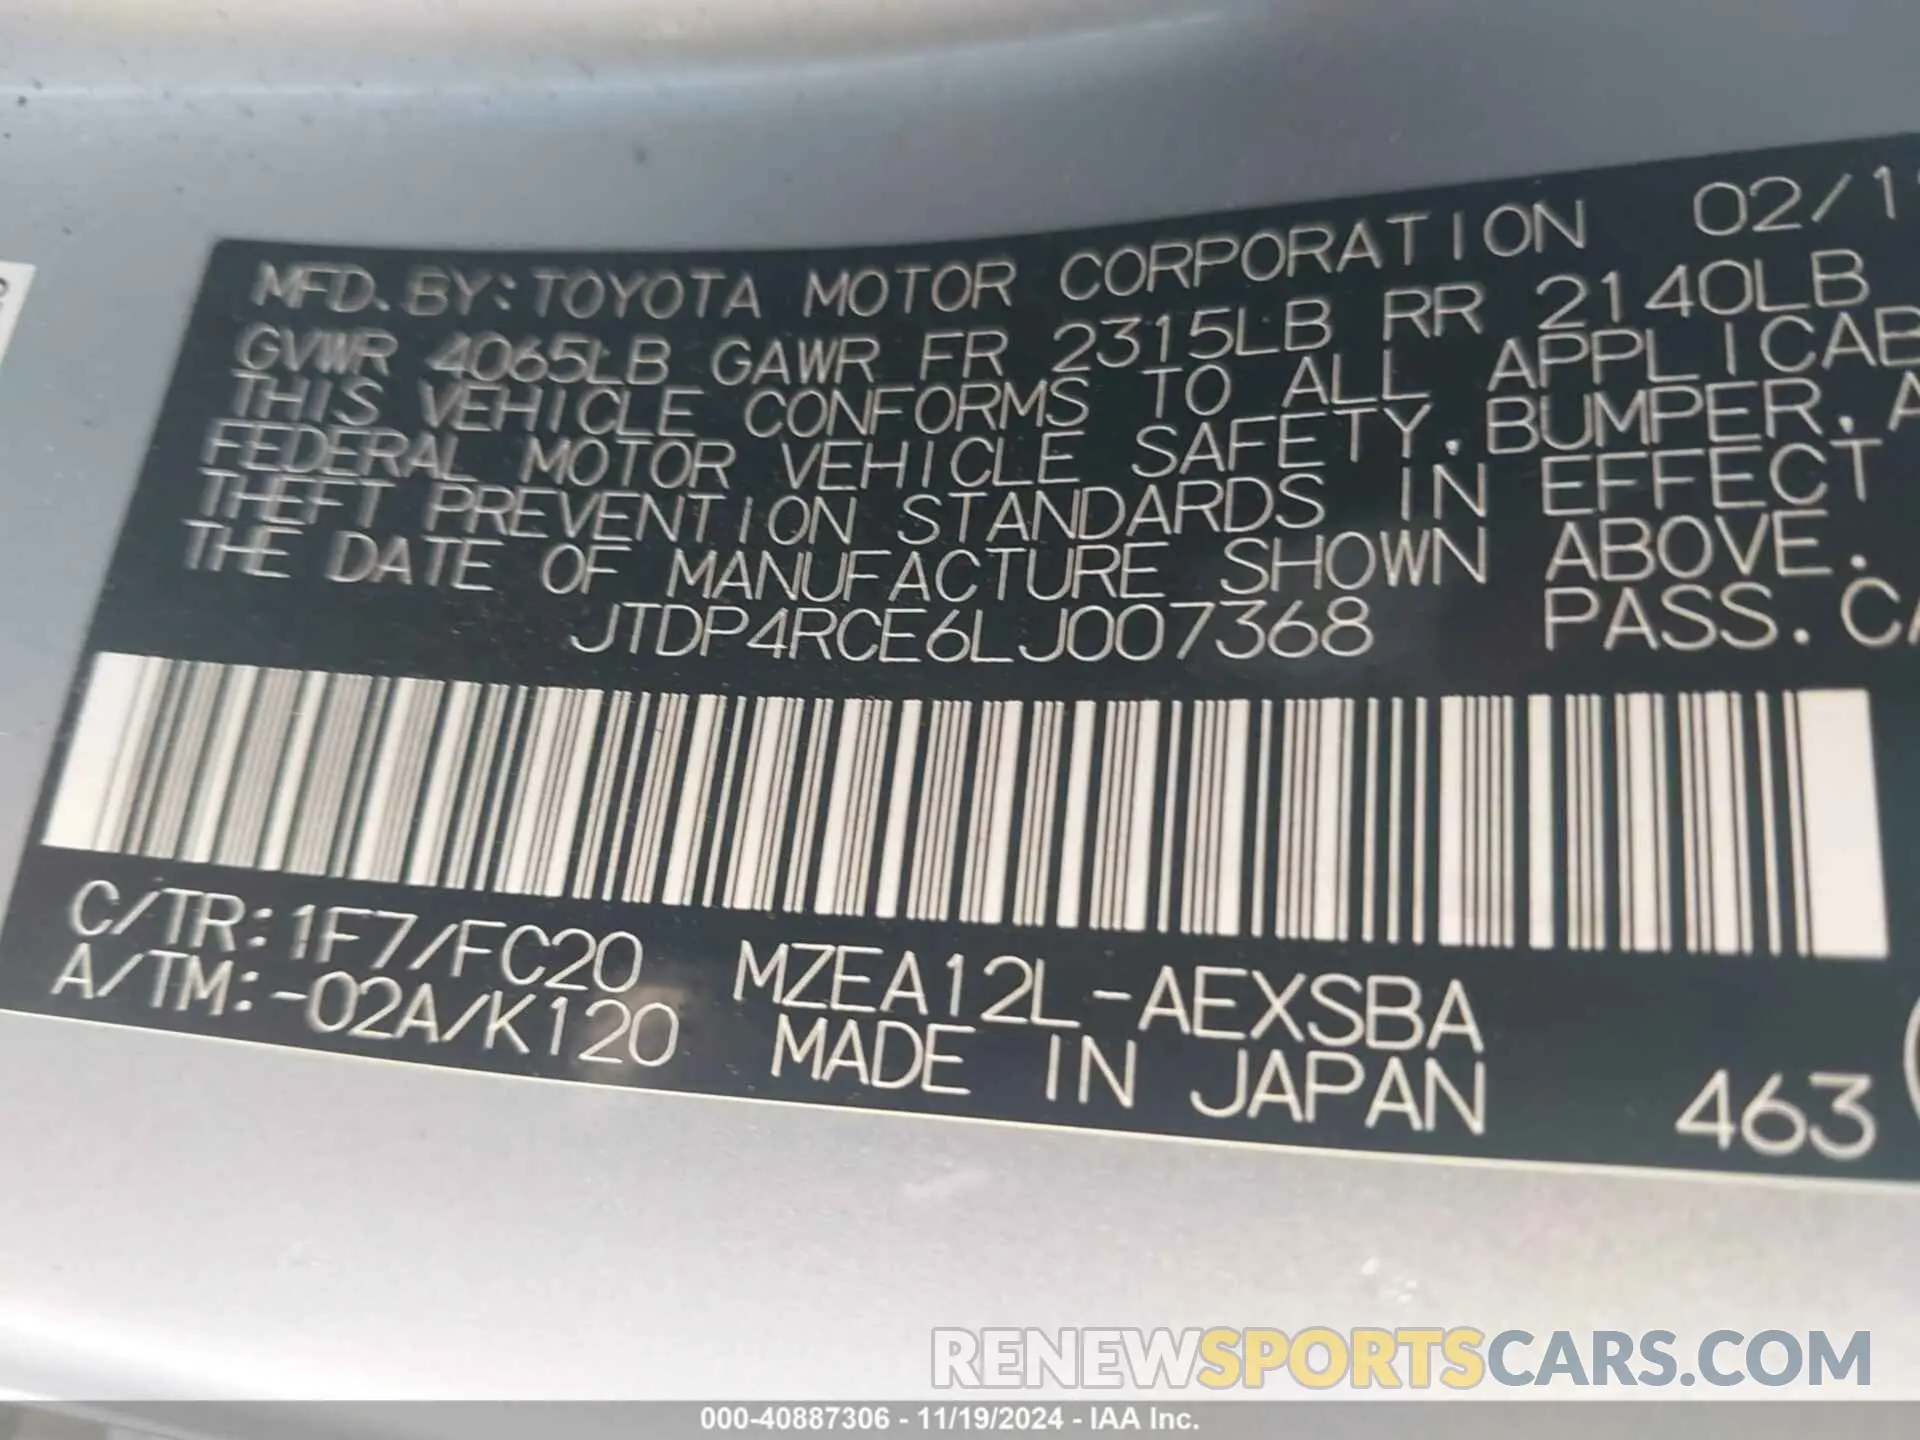 MFD. BY: TOYOTA MOTOR CORPORATION 02/1
GVWR 4065LB GAWR FR 2315LB RR 2140LB
THIS VEHICLE CONFORMS TO ALL APPLICAB
FEDERAL MOTOR VEHICLE SAFETY, BUMPER, A
THEFT PREVENTION STANDARDS IN EFFECT
THE DATE OF MANUFACTURE SHOWN ABOVE.
JTDP4RCE6LJ007368 PASS. CA
C/TR: 1F7/FC20 MZEA12L-AEXSBA
A/TM: -02A/K120 MADE IN JAPAN 463
RENEWSPORTSCARS.COM
000-40887306 - 11/19/2024 - IAA Inc.